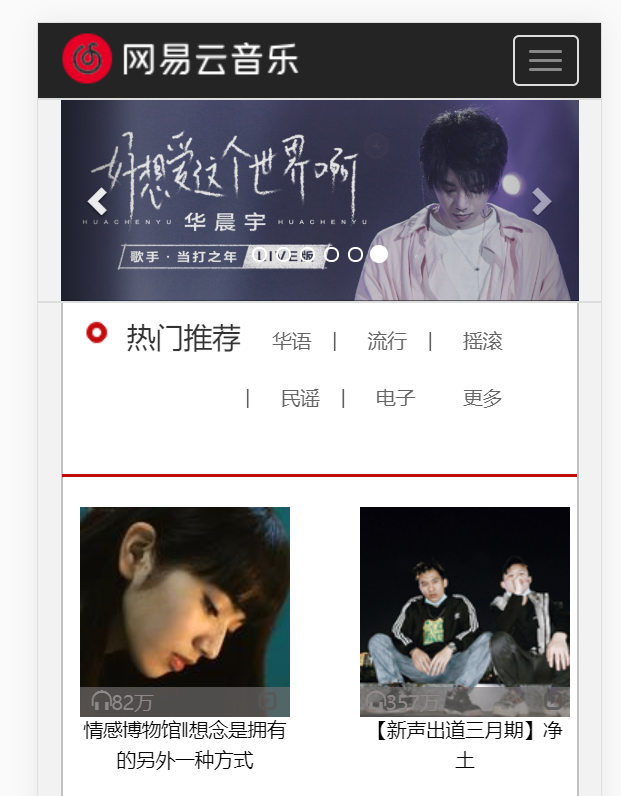 网易云音乐
好想爱这个世界啊
HUACHENYU 华晨宇 HUACHENYU
歌手·当打之年 LIVE版
热门推荐 华语 | 流行 | 摇滚
| 民谣 | 电子 更多
82万
357万
情感博物馆‖想念是拥有
的另外一种方式
【新声出道三月期】净
土